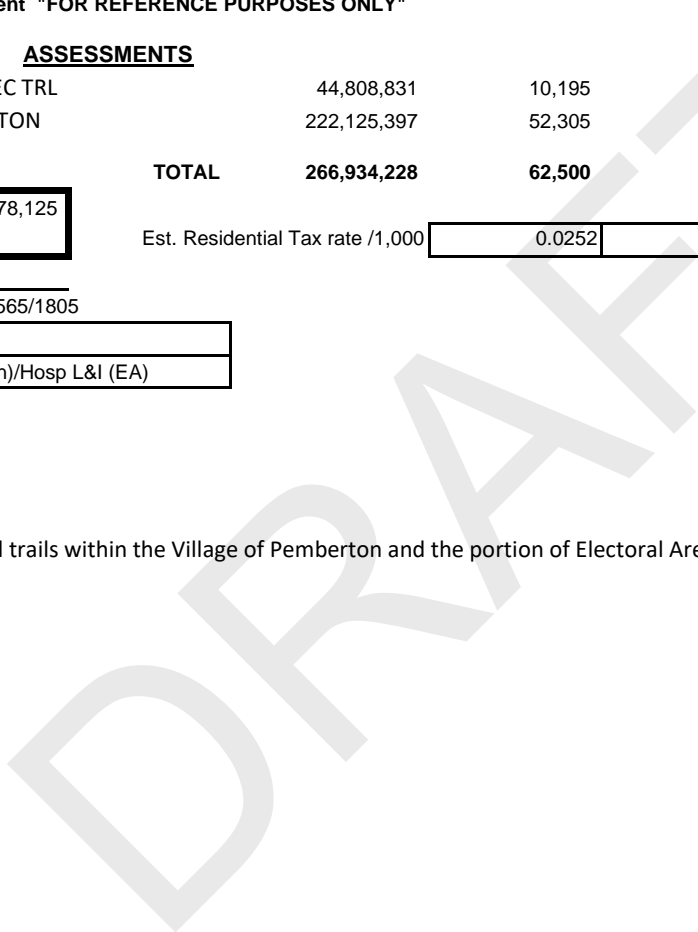 ent "FOR REFERENCE PURPOSES ONLY"
ASSESSMENTS
EC TRL 44,808,831 10,195
TON 222,125,397 52,305
TOTAL 266,934,228 62,500
78,125
Est. Residential Tax rate /1,000 0.0252
565/1805
n)/Hosp L&I (EA)
l trails within the Village of Pemberton and the portion of Electoral Are
DRAFT